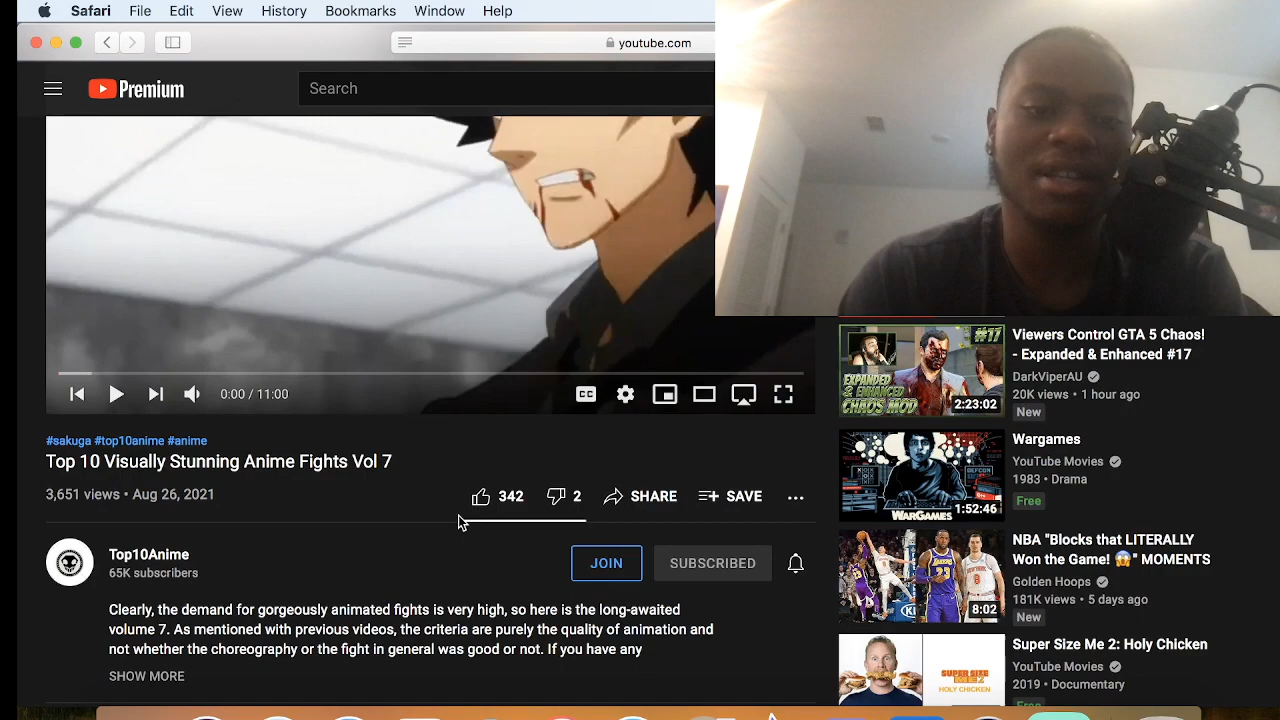 Safari File Edit View History Bookmarks Window Help
youtube.com
Premium
Search
0:00 / 11:00
CC
#sakuga #top10anime #anime
Top 10 Visually Stunning Anime Fights Vol 7
3,651 views • Aug 26, 2021
342 2 SHARE SAVE
Top10Anime
65K subscribers
JOIN SUBSCRIBED
Clearly, the demand for gorgeously animated fights is very high, so here is the long-awaited
volume 7. As mentioned with previous videos, the criteria are purely the quality of animation and
not whether the choreography or the fight in general was good or not. If you have any
SHOW MORE
#17
EXPANDED
& ENHANCED
CHAOS MOD
2:23:02
Viewers Control GTA 5 Chaos!
- Expanded & Enhanced #17
DarkViperAU
20K views • 1 hour ago
New
WARGAMES
1:52:46
Wargames
YouTube Movies
1983 • Drama
Free
8:02
NBA "Blocks that LITERALLY
Won the Game! 😱" MOMENTS
Golden Hoops
181K views • 5 days ago
New
SUPER SIZE
ME 2
HOLY CHICKEN
Super Size Me 2: Holy Chicken
YouTube Movies
2019 • Documentary
Free